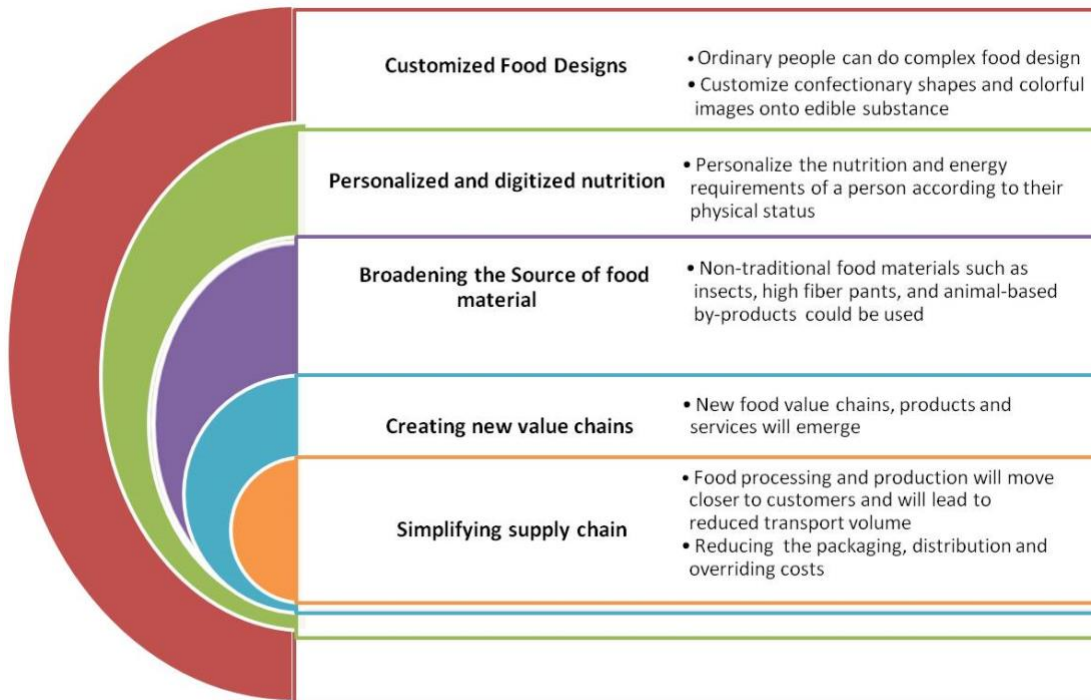 Customized Food Designs
• Ordinary people can do complex food design
• Customize confectionary shapes and colorful
images onto edible substance
Personalized and digitized nutrition
• Personalize the nutrition and energy
requirements of a person according to their
physical status
Broadening the Source of food
material
• Non-traditional food materials such as
insects, high fiber pants, and animal-based
by-products could be used
Creating new value chains
• New food value chains, products and
services will emerge
Simplifying supply chain
• Food processing and production will move
closer to customers and will lead to
reduced transport volume
• Reducing the packaging, distribution and
overriding costs